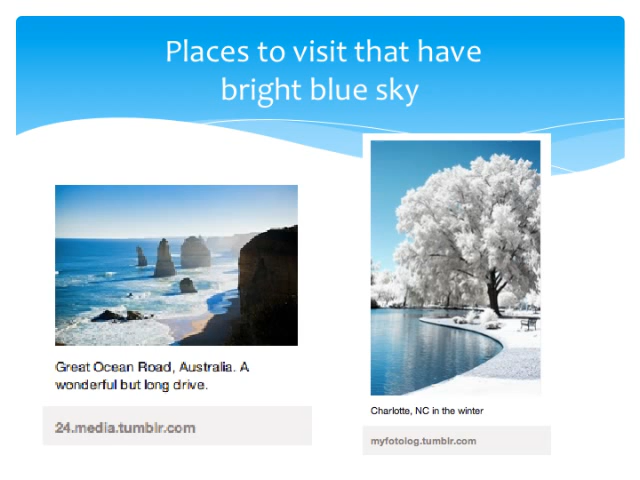 Places to visit that have
bright blue sky
Great Ocean Road, Australia. A
wonderful but long drive.
24.media.tumblr.com
Charlotte, NC in the winter
myfotolog.tumblr.com